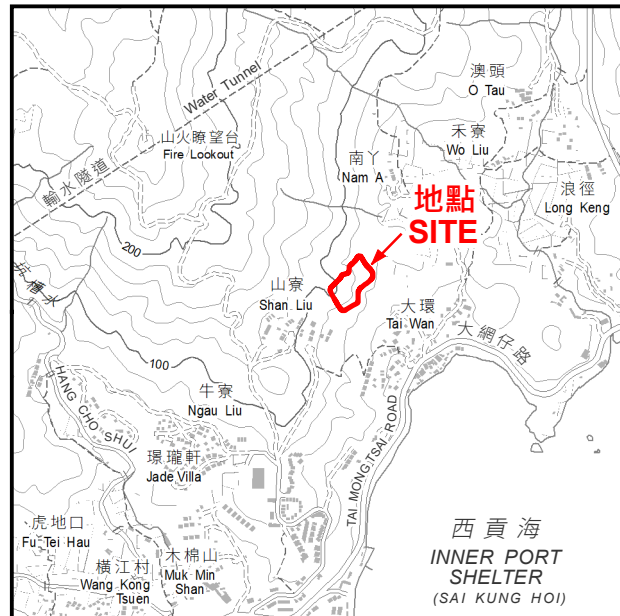 澳頭
O Tau
Water Tunnel
山火瞭望台
Fire Lookout
禾寮
Wo Liu
南丫
Nam A
輸水隧道
浪徑
Long Keng
地點
SITE
200
坑槽水
山寮
Shan Liu
大環
Tai Wan
大網仔路
100
牛寮
Ngau Liu
HANG CHO SHUI
璟瓏軒
Jade Villa
TAI MONG TSAI ROAD
虎地口
Fu Tei Hau
木棉山
Muk Min
Shan
橫江村
Wang Kong
Tsuen
西貢海
INNER PORT
SHELTER
(SAI KUNG HOI)